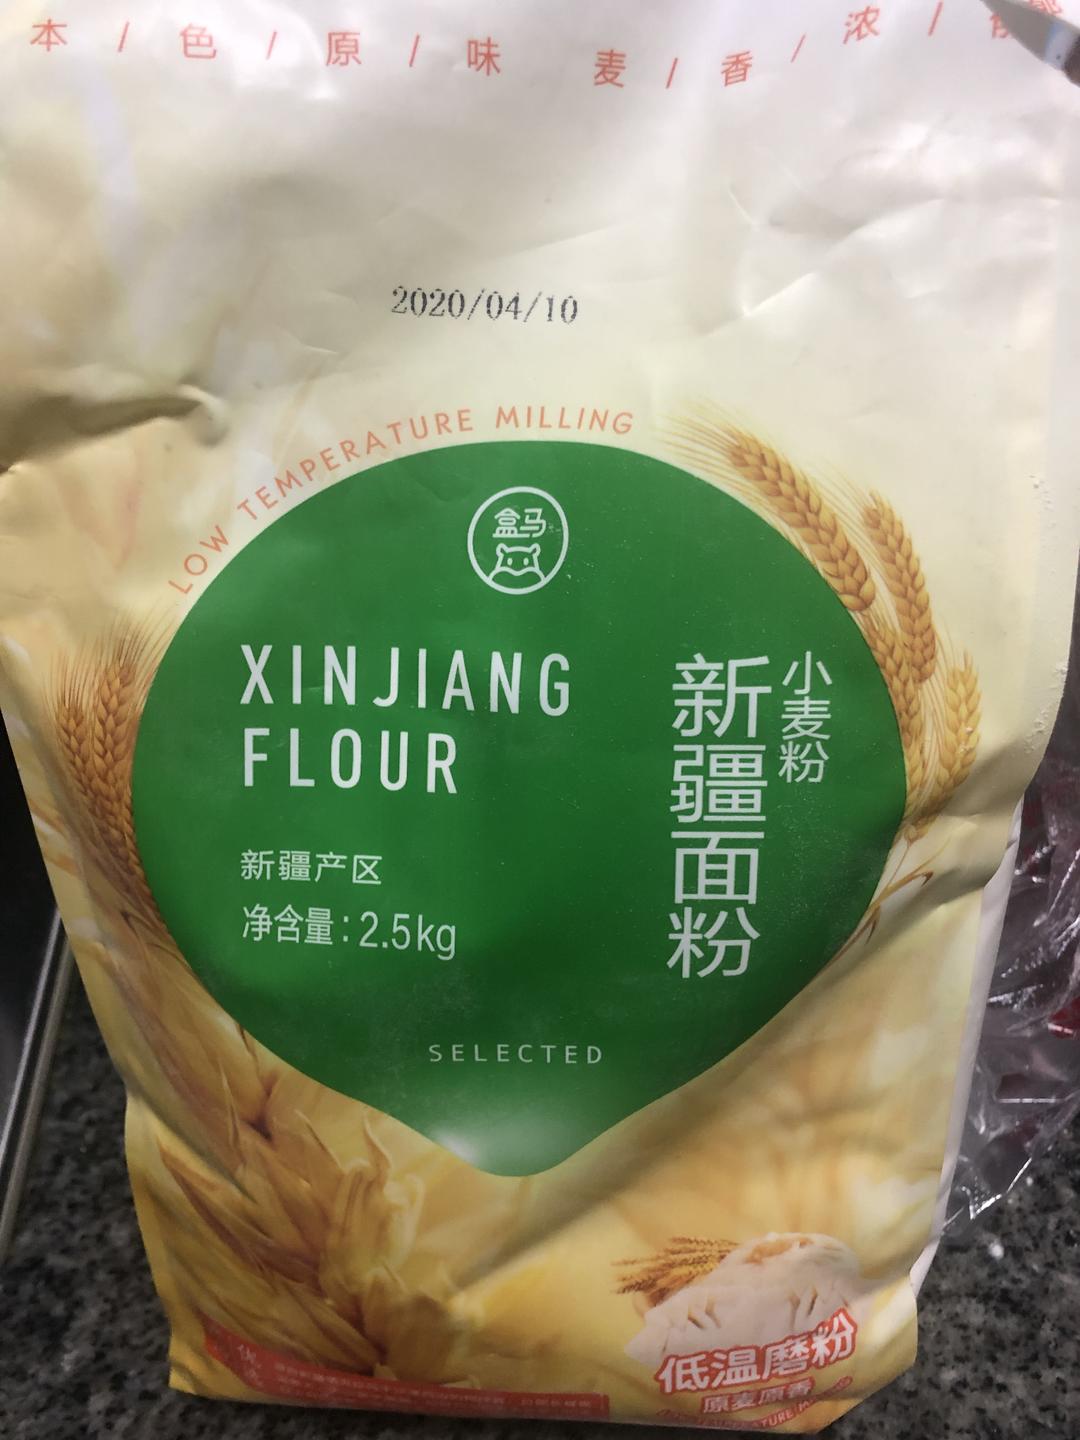 本/色/原/味 麦/香/浓/郁
2020/04/10
LOW TEMPERATURE MILLING
盒马
XINJIANG
FLOUR
小麦粉
新疆面粉
新疆产区
净含量:2.5kg
SELECTED
低温磨粉
原麦原香